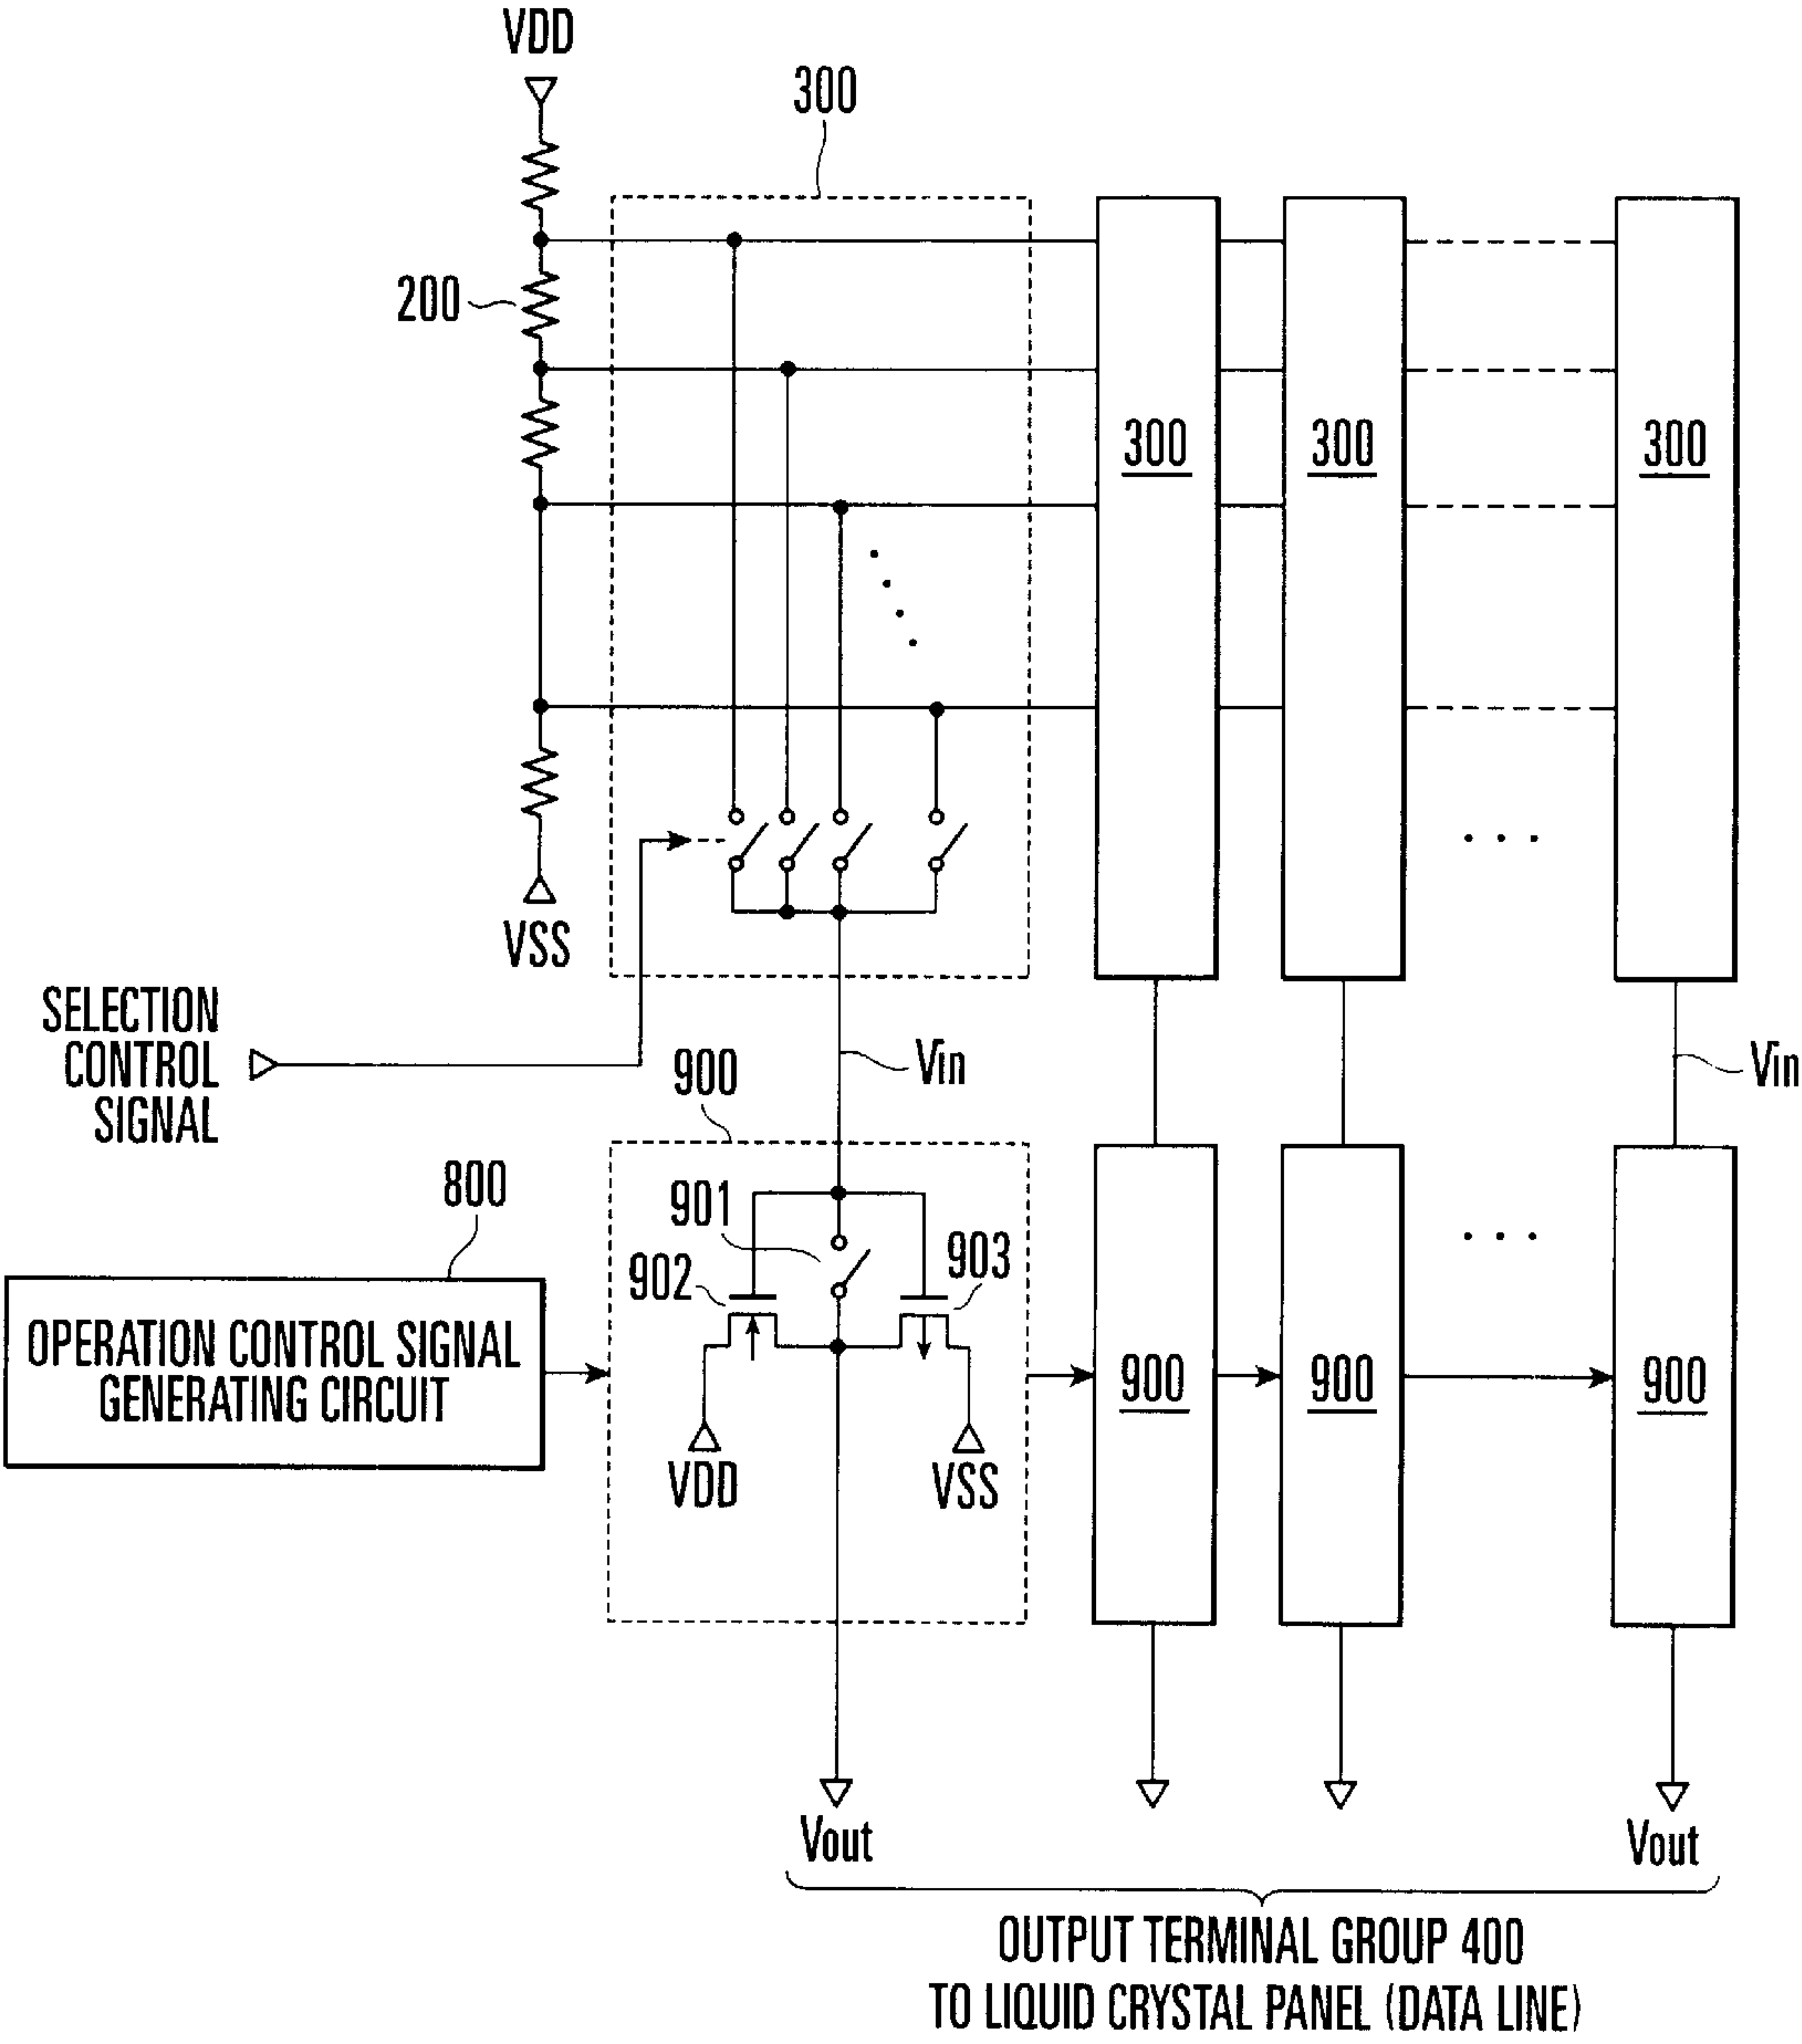 VDD
300
200
300
300
300
VSS
SELECTION
CONTROL
SIGNAL
Vin
Vin
900
800
901
902
903
OPERATION CONTROL SIGNAL
GENERATING CIRCUIT
900
900
900
VDD
VSS
Vout
Vout
OUTPUT TERMINAL GROUP 400
TO LIQUID CRYSTAL PANEL (DATA LINE)